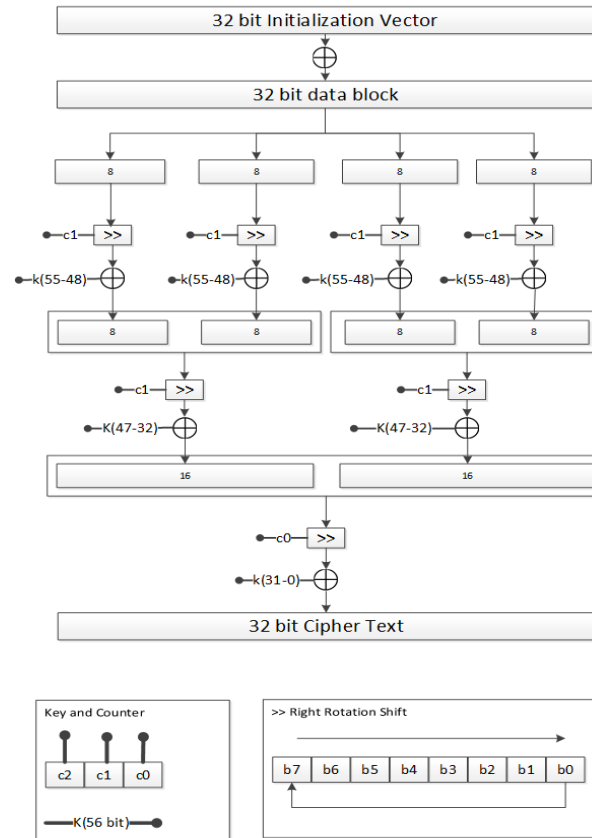 32 bit Initialization Vector
32 bit data block
8 8 8 8
c1 >> c1 >> c1 >> c1 >>
k(55-48) k(55-48) k(55-48) k(55-48)
8 8 8 8
c1 >> c1 >>
K(47-32) K(47-32)
16 16
c0 >>
k(31-0)
32 bit Cipher Text
Key and Counter
c2 c1 c0
K(56 bit)
>> Right Rotation Shift
b7 b6 b5 b4 b3 b2 b1 b0